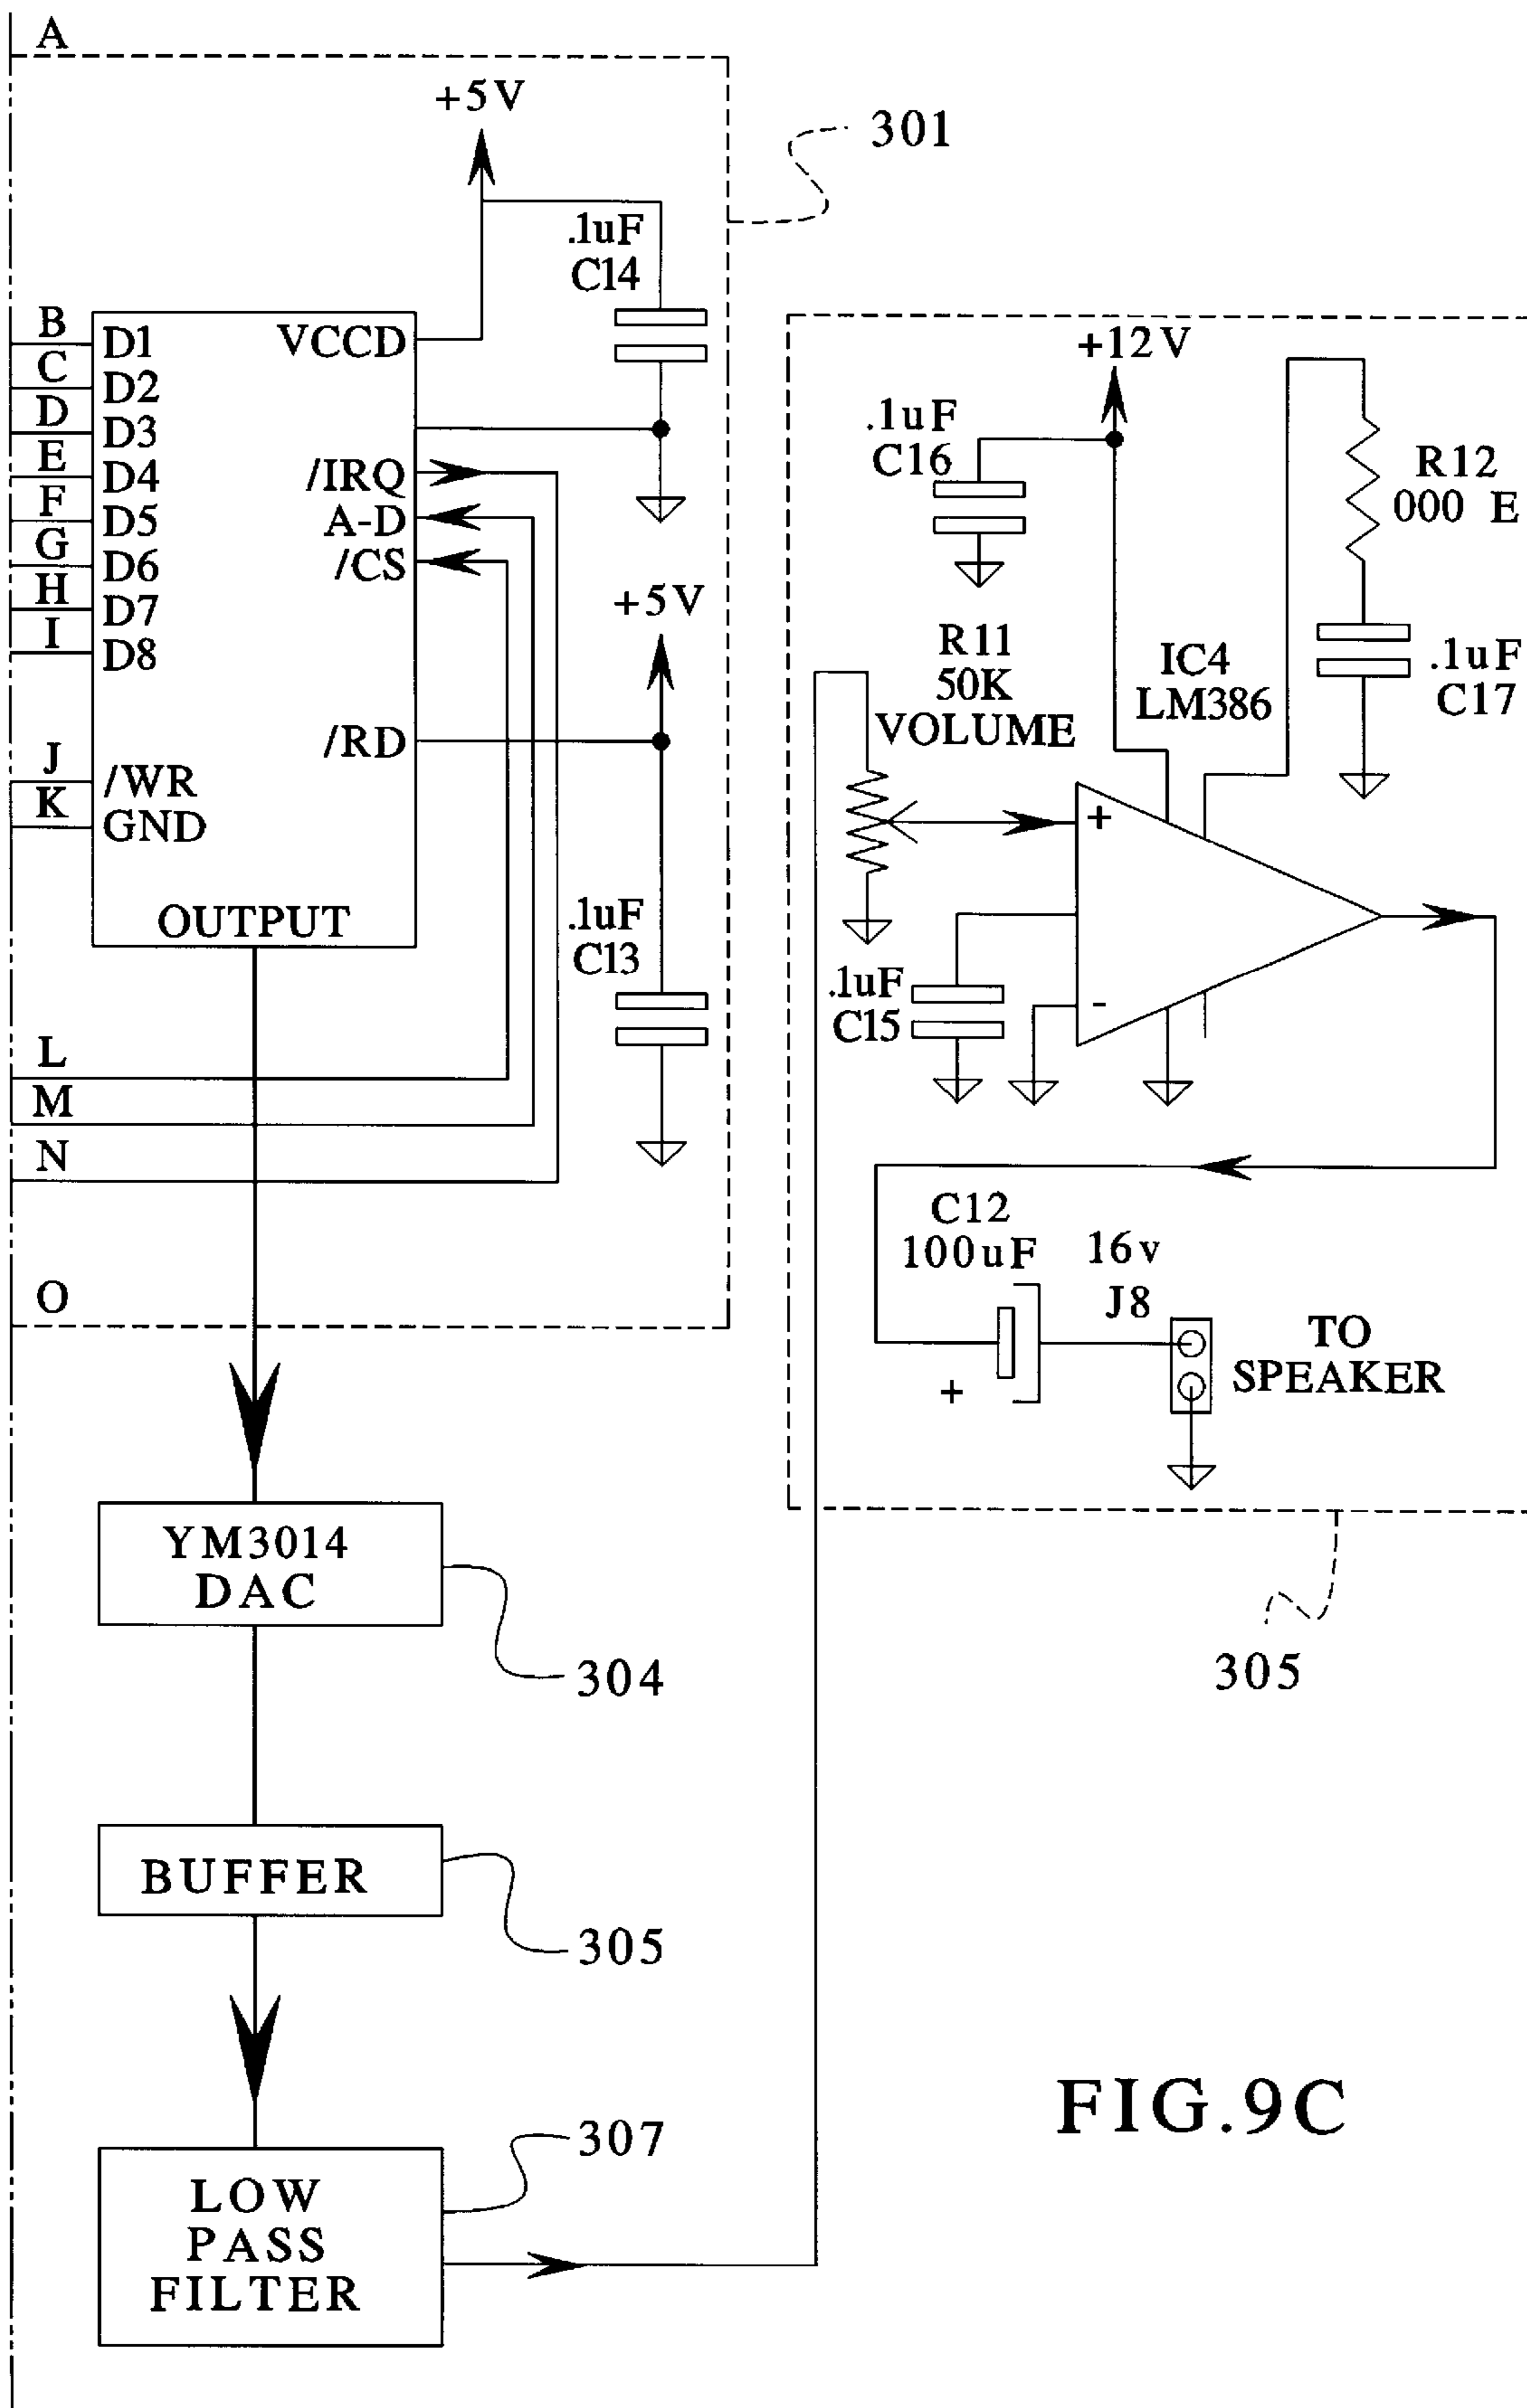 A
+5V
301
.1uF
C14
B
D1
VCCD
C
D2
D
D3
E
D4
/IRQ
F
D5
A-D
G
D6
/CS
H
D7
I
D8
+5V
/RD
J
/WR
K
GND
OUTPUT
.1uF
C13
L
M
N
O
YM3014
DAC
304
BUFFER
305
307
LOW
PASS
FILTER
+12V
.1uF
C16
R12
000 E
R11
50K
VOLUME
IC4
LM386
.1uF
C17
+
.1uF
C15
-
C12
100uF
16v
J8
+
TO
SPEAKER
305
FIG.9C